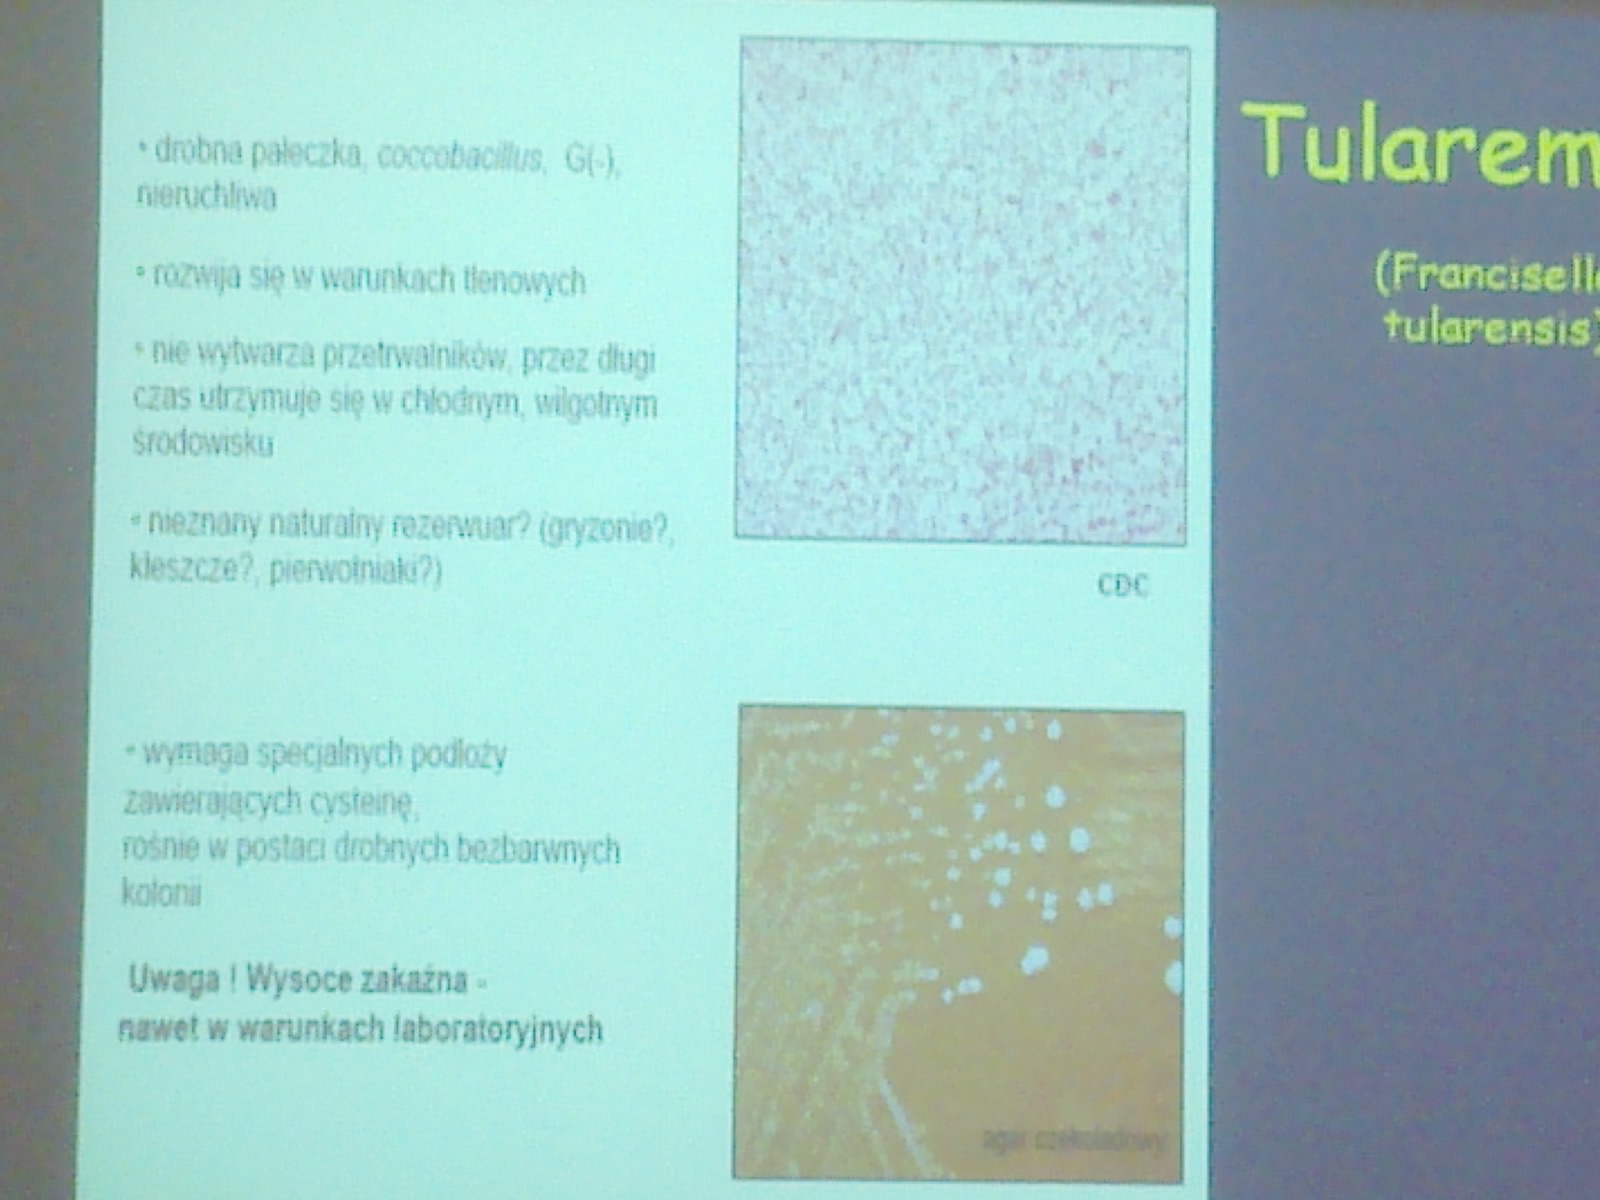 Tularem
(Francisell
tularensis)
• drobna pałeczka, coccobacillus, G(-),
nieruchliwa
• rozwija się w warunkach tlenowych
• nie wytwarza przetrwalników, przez długi
czas utrzymuje się w chłodnym, wilgotnym
środowisku
• nieznany naturalny rezerwuar? (gryzonie?,
kleszcze?, pierwotniaki?)
CDC
• wymaga specjalnych podłoży
zawierających cysteinę,
rośnie w postaci drobnych bezbarwnych
kolonii
Uwaga ! Wysoce zakaźna -
nawet w warunkach laboratoryjnych
agar czekoladowy